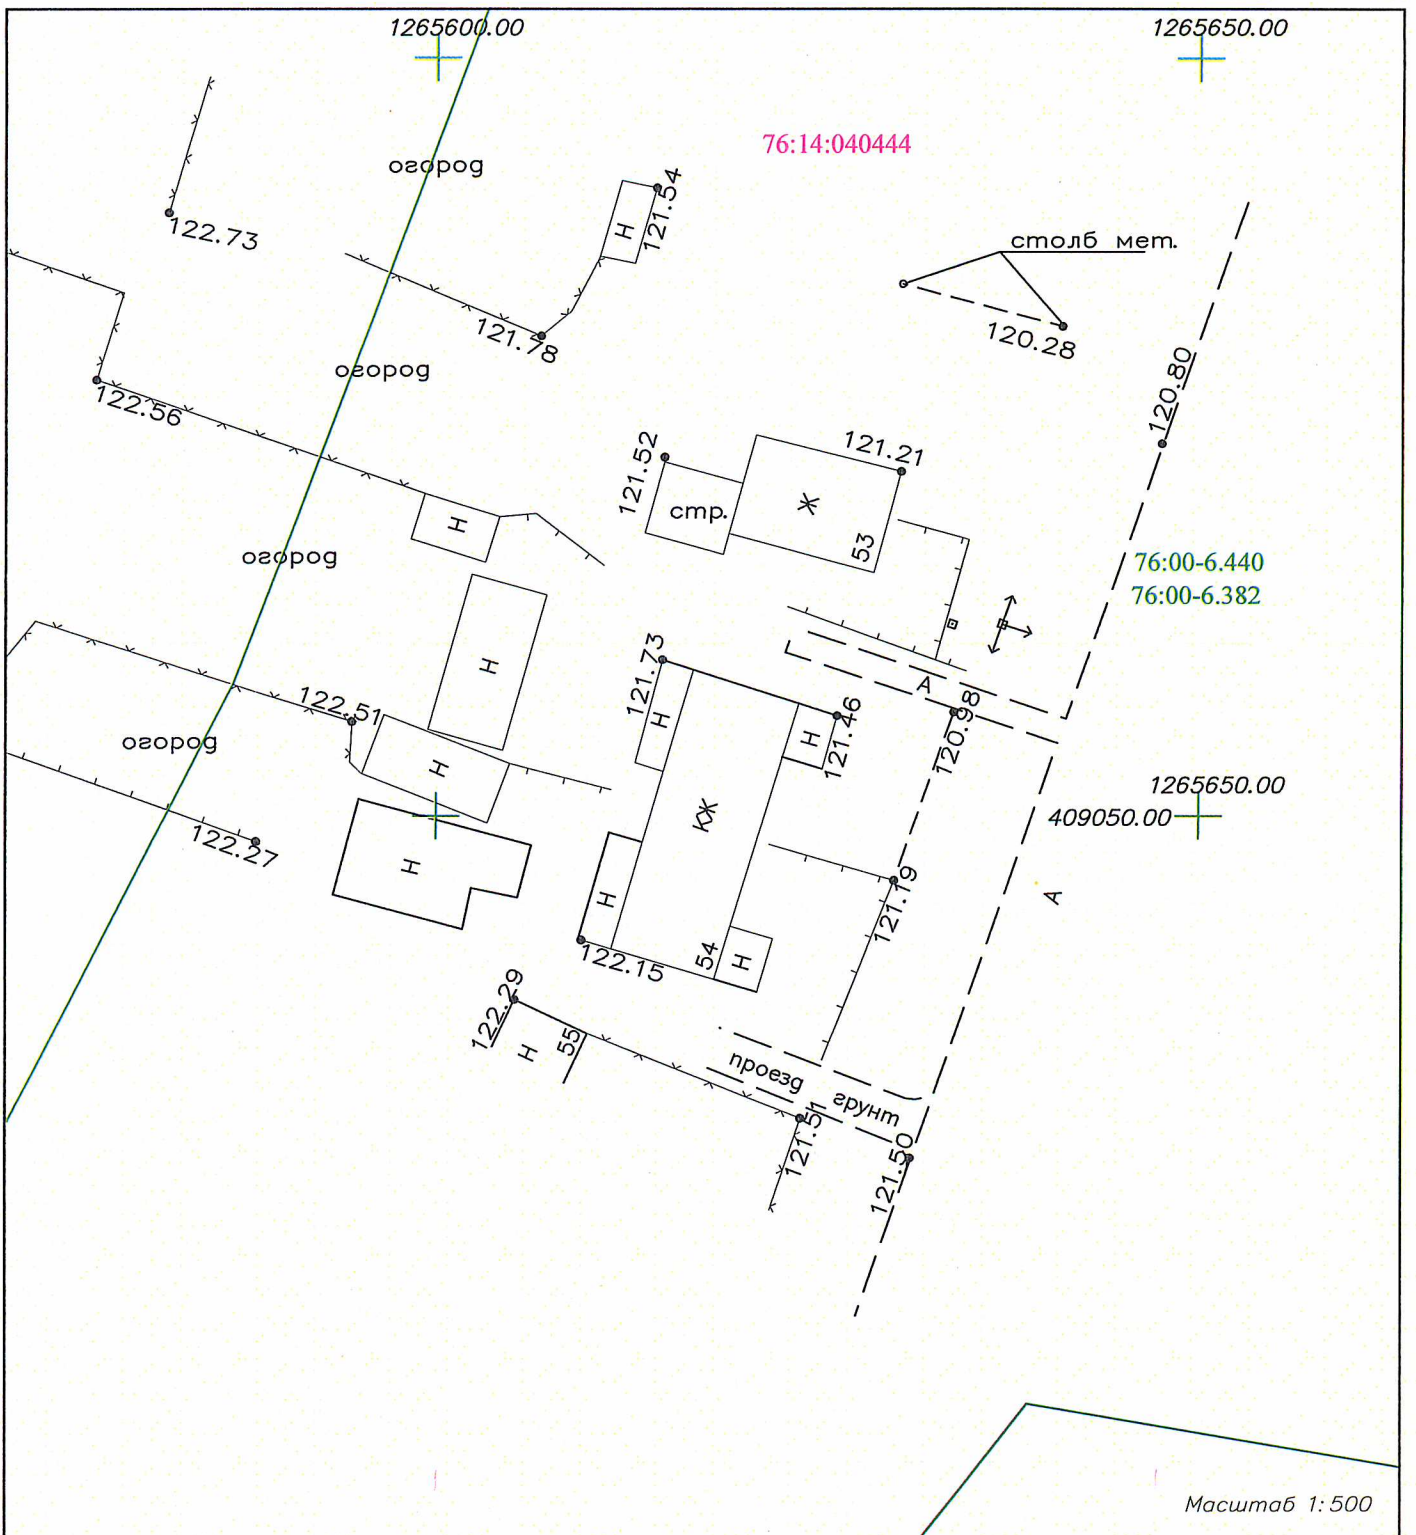 1265600.00
1265650.00
76:14:040444
огород
121.54
Н
122.73
столб мет.
121.78
120.28
огород
120.80
122.56
121.52
121.21
Н
стр.
Ж
53
огород
76:00-6.440
76:00-6.382
Н
121.73
А
122.51
Н
121.46
120.98
огород
Н
Н
1265650.00
КЖ
409050.00
122.27
Н
121.19
А
Н
122.15
54
Н
122.29
Н
55
проезд
грунт
121.51
121.50
Масштаб 1:500